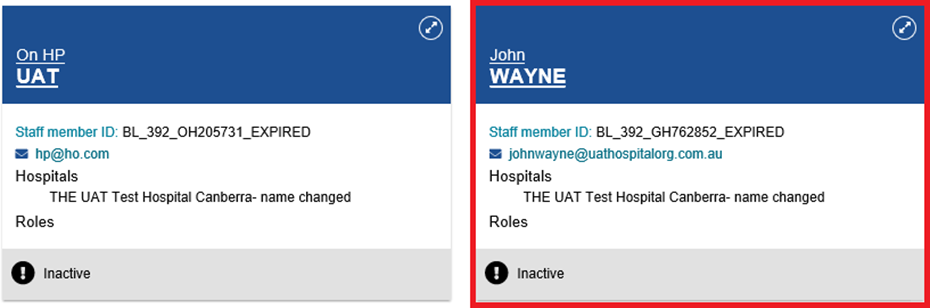 On HP
UAT
Staff member ID: BL_392_OH205731_EXPIRED
hp@ho.com
Hospitals
THE UAT Test Hospital Canberra- name changed
Roles
Inactive
John
WAYNE
Staff member ID: BL_392_GH762852_EXPIRED
johnwayne@uathospitalorg.com.au
Hospitals
THE UAT Test Hospital Canberra- name changed
Roles
Inactive